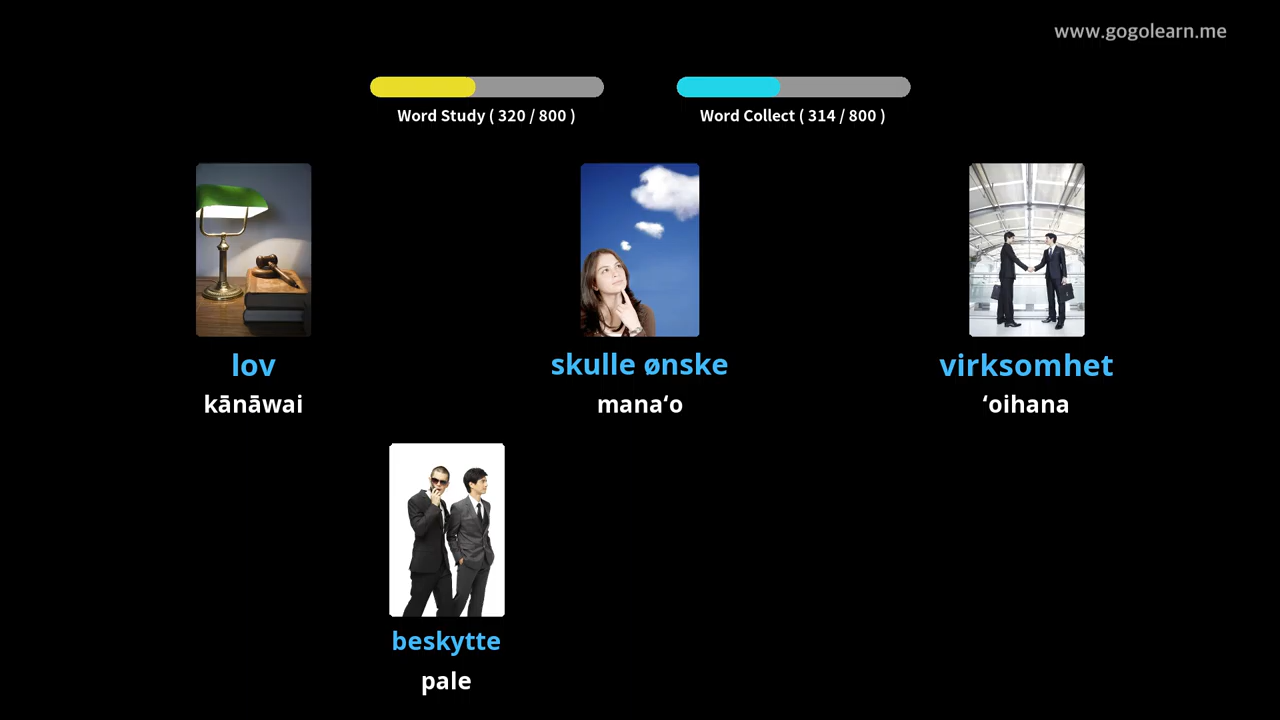 www.gogolearn.me
Word Study ( 320 / 800 )
Word Collect ( 314 / 800 )
lov
skulle ønske
virksomhet
kānāwai
manaʻo
ʻoihana
beskytte
pale